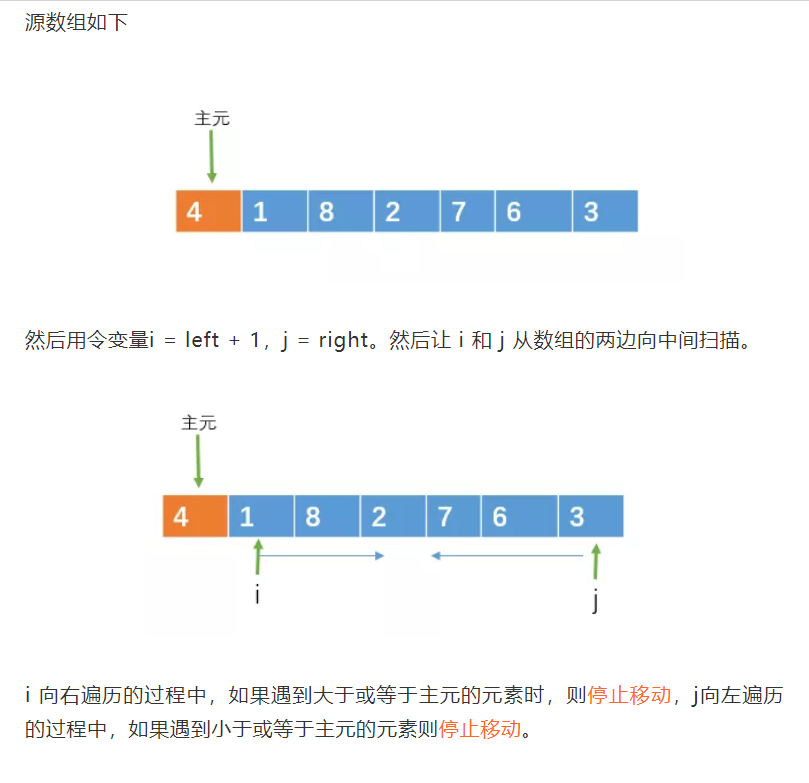 源数组如下
主元
4 1 8 2 7 6 3
然后用令变量i = left + 1，j = right。然后让 i 和 j 从数组的两边向中间扫描。
主元
4 1 8 2 7 6 3
i j
i 向右遍历的过程中，如果遇到大于或等于主元的元素时，则停止移动，j向左遍历
的过程中，如果遇到小于或等于主元的元素则停止移动。